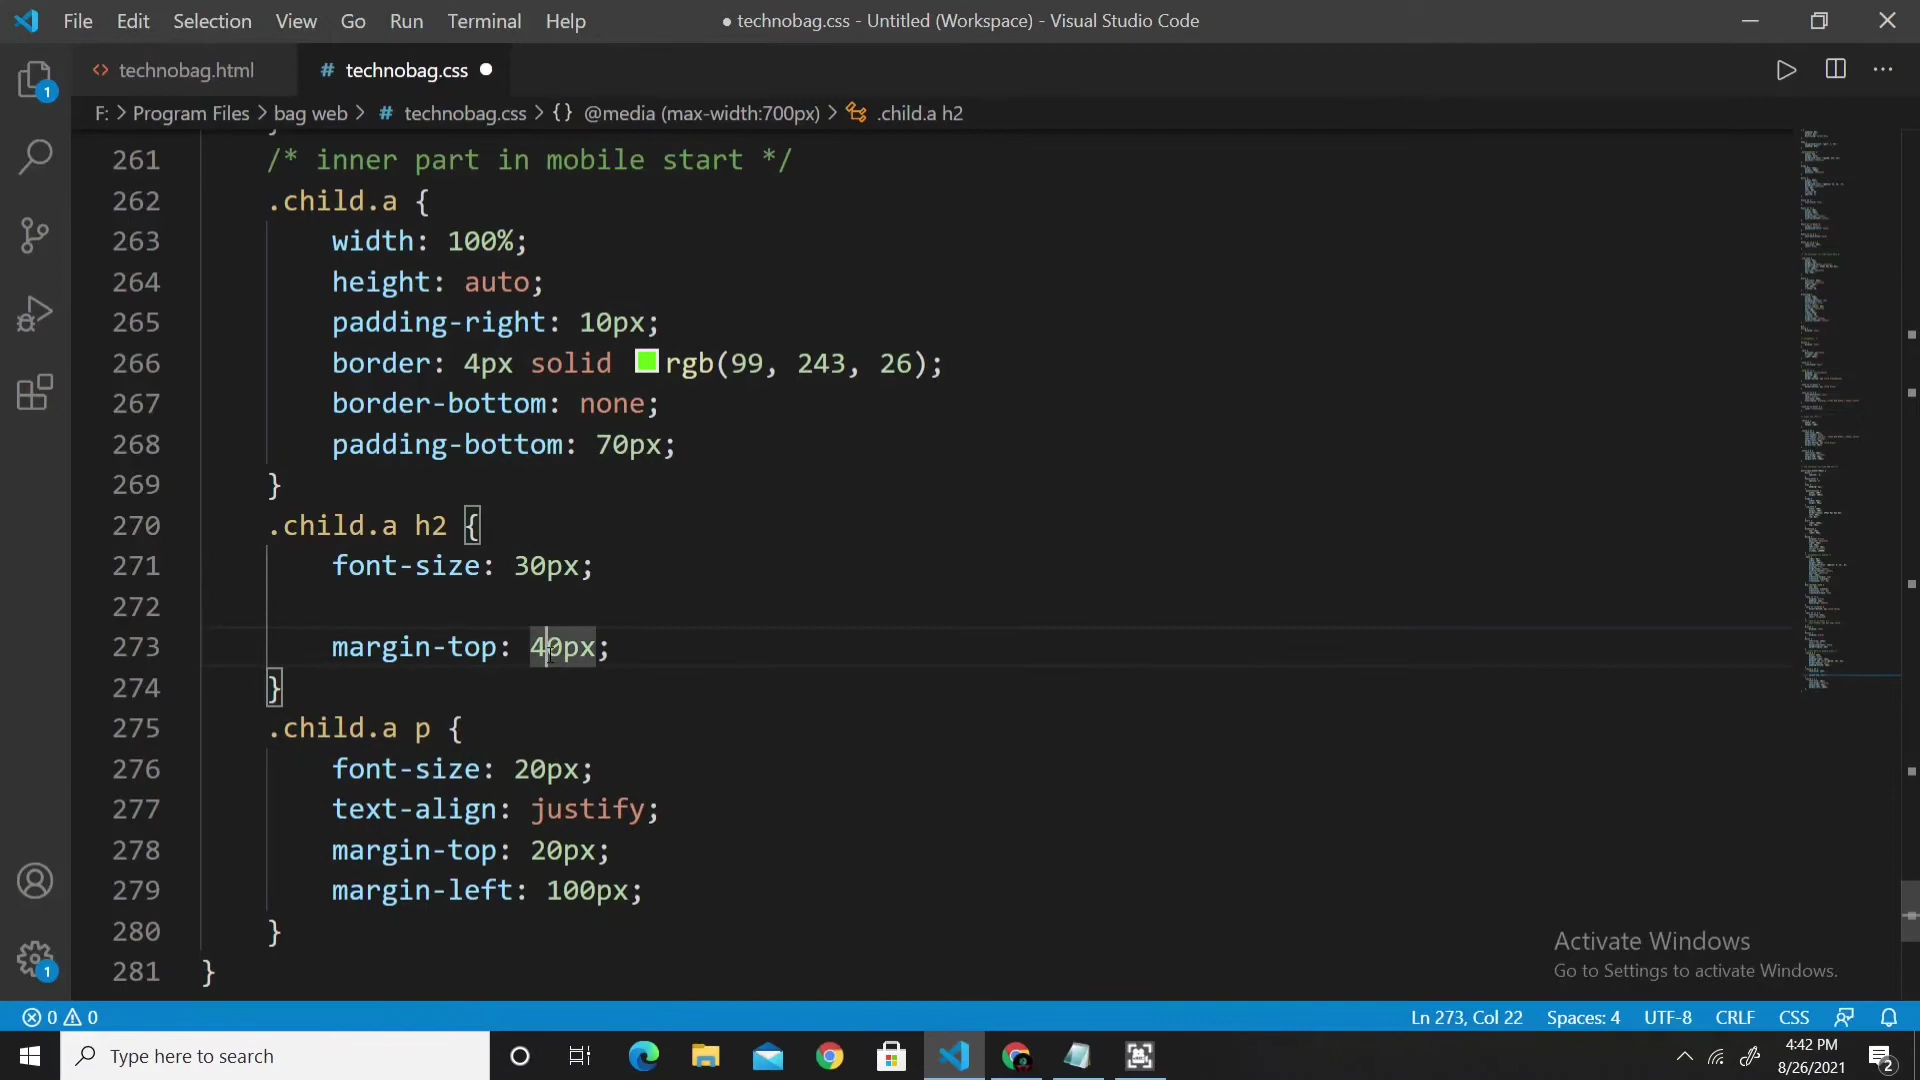 File Edit Selection View Go Run Terminal Help ● technobag.css - Untitled (Workspace) - Visual Studio Code
<> technobag.html # technobag.css ●
1
F: > Program Files > bag web > # technobag.css > {} @media (max-width:700px) > .child.a h2
261 /* inner part in mobile start */
262 .child.a {
263 width: 100%;
264 height: auto;
265 padding-right: 10px;
266 border: 4px solid rgb(99, 243, 26);
267 border-bottom: none;
268 padding-bottom: 70px;
269 }
270 .child.a h2 {
271 font-size: 30px;
272
273 margin-top: 40px;
274 }
275 .child.a p {
276 font-size: 20px;
277 text-align: justify;
278 margin-top: 20px;
279 margin-left: 100px;
280 }
281 }
Activate Windows
Go to Settings to activate Windows.
1
0 0 Ln 273, Col 22 Spaces: 4 UTF-8 CRLF CSS
Type here to search
4:42 PM
8/26/2021
2